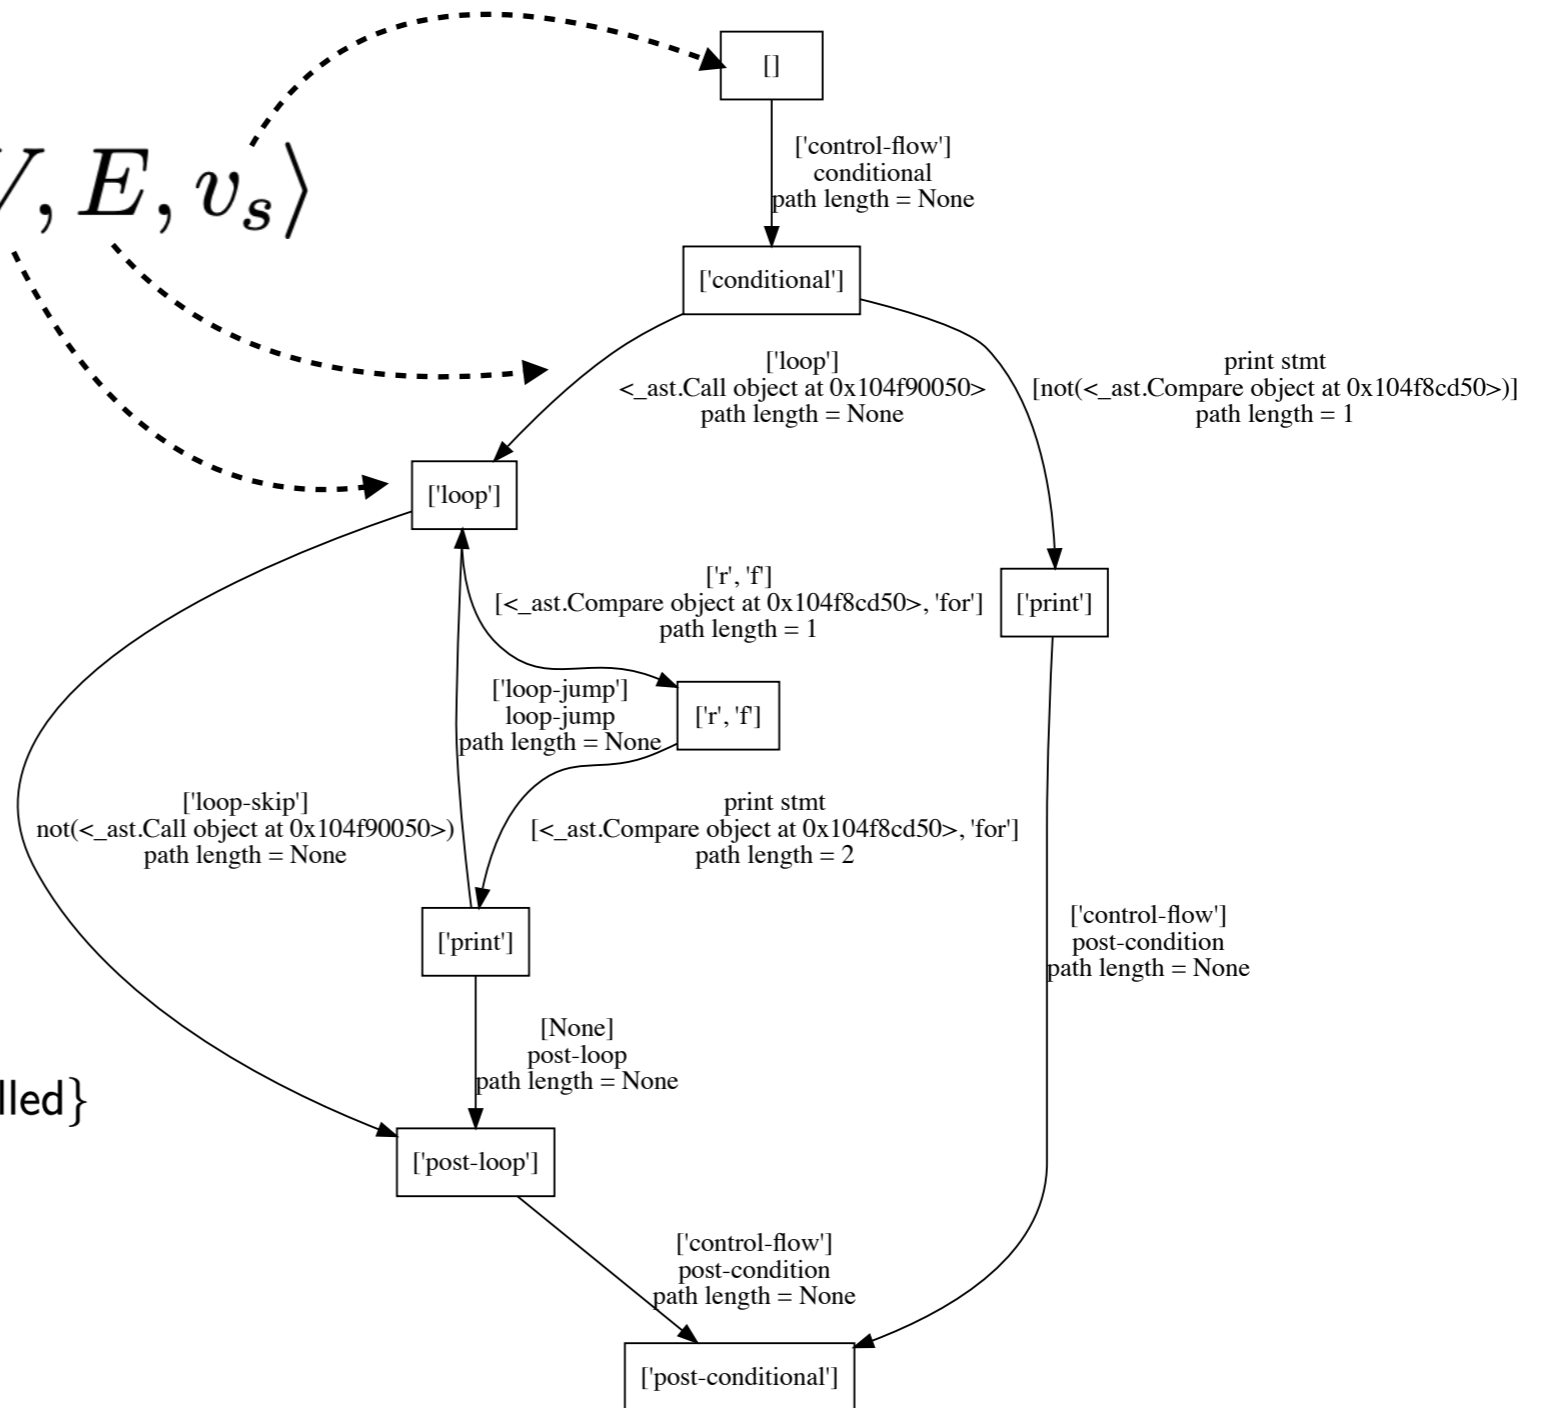 []
V, E, vₛ⟩
['control-flow']
conditional
path length = None
['conditional']
['loop']
<_ast.Call object at 0x104f90050>
path length = None
print stmt
[not(<_ast.Compare object at 0x104f8cd50>)]
path length = 1
['loop']
['r', 'f']
[<_ast.Compare object at 0x104f8cd50>, 'for']
path length = 1
['print']
['loop-jump']
loop-jump
path length = None
['r', 'f']
['loop-skip']
not(<_ast.Call object at 0x104f90050>)
path length = None
print stmt
[<_ast.Compare object at 0x104f8cd50>, 'for']
path length = 2
['print']
['control-flow']
post-condition
path length = None
[None]
post-loop
path length = None
lled}
['post-loop']
['control-flow']
post-condition
path length = None
['post-conditional']